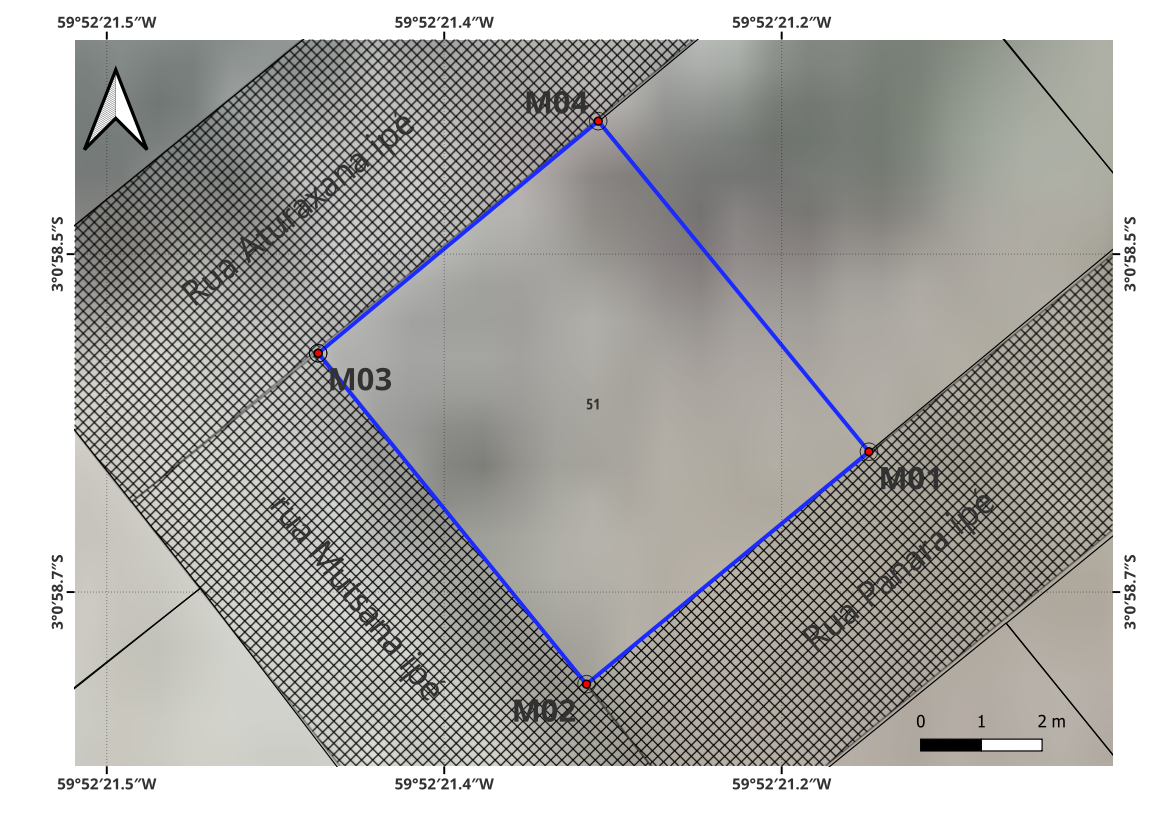 59°52′21.5″W 59°52′21.4″W 59°52′21.2″W
M04
Rua Aturaxana ipe
3°0′58.5″S 3°0′58.5″S
M03
51
M01
rua Mutsana ipe
Rua Panara ipe
3°0′58.7″S 3°0′58.7″S
M02
0 1 2 m
59°52′21.5″W 59°52′21.4″W 59°52′21.2″W